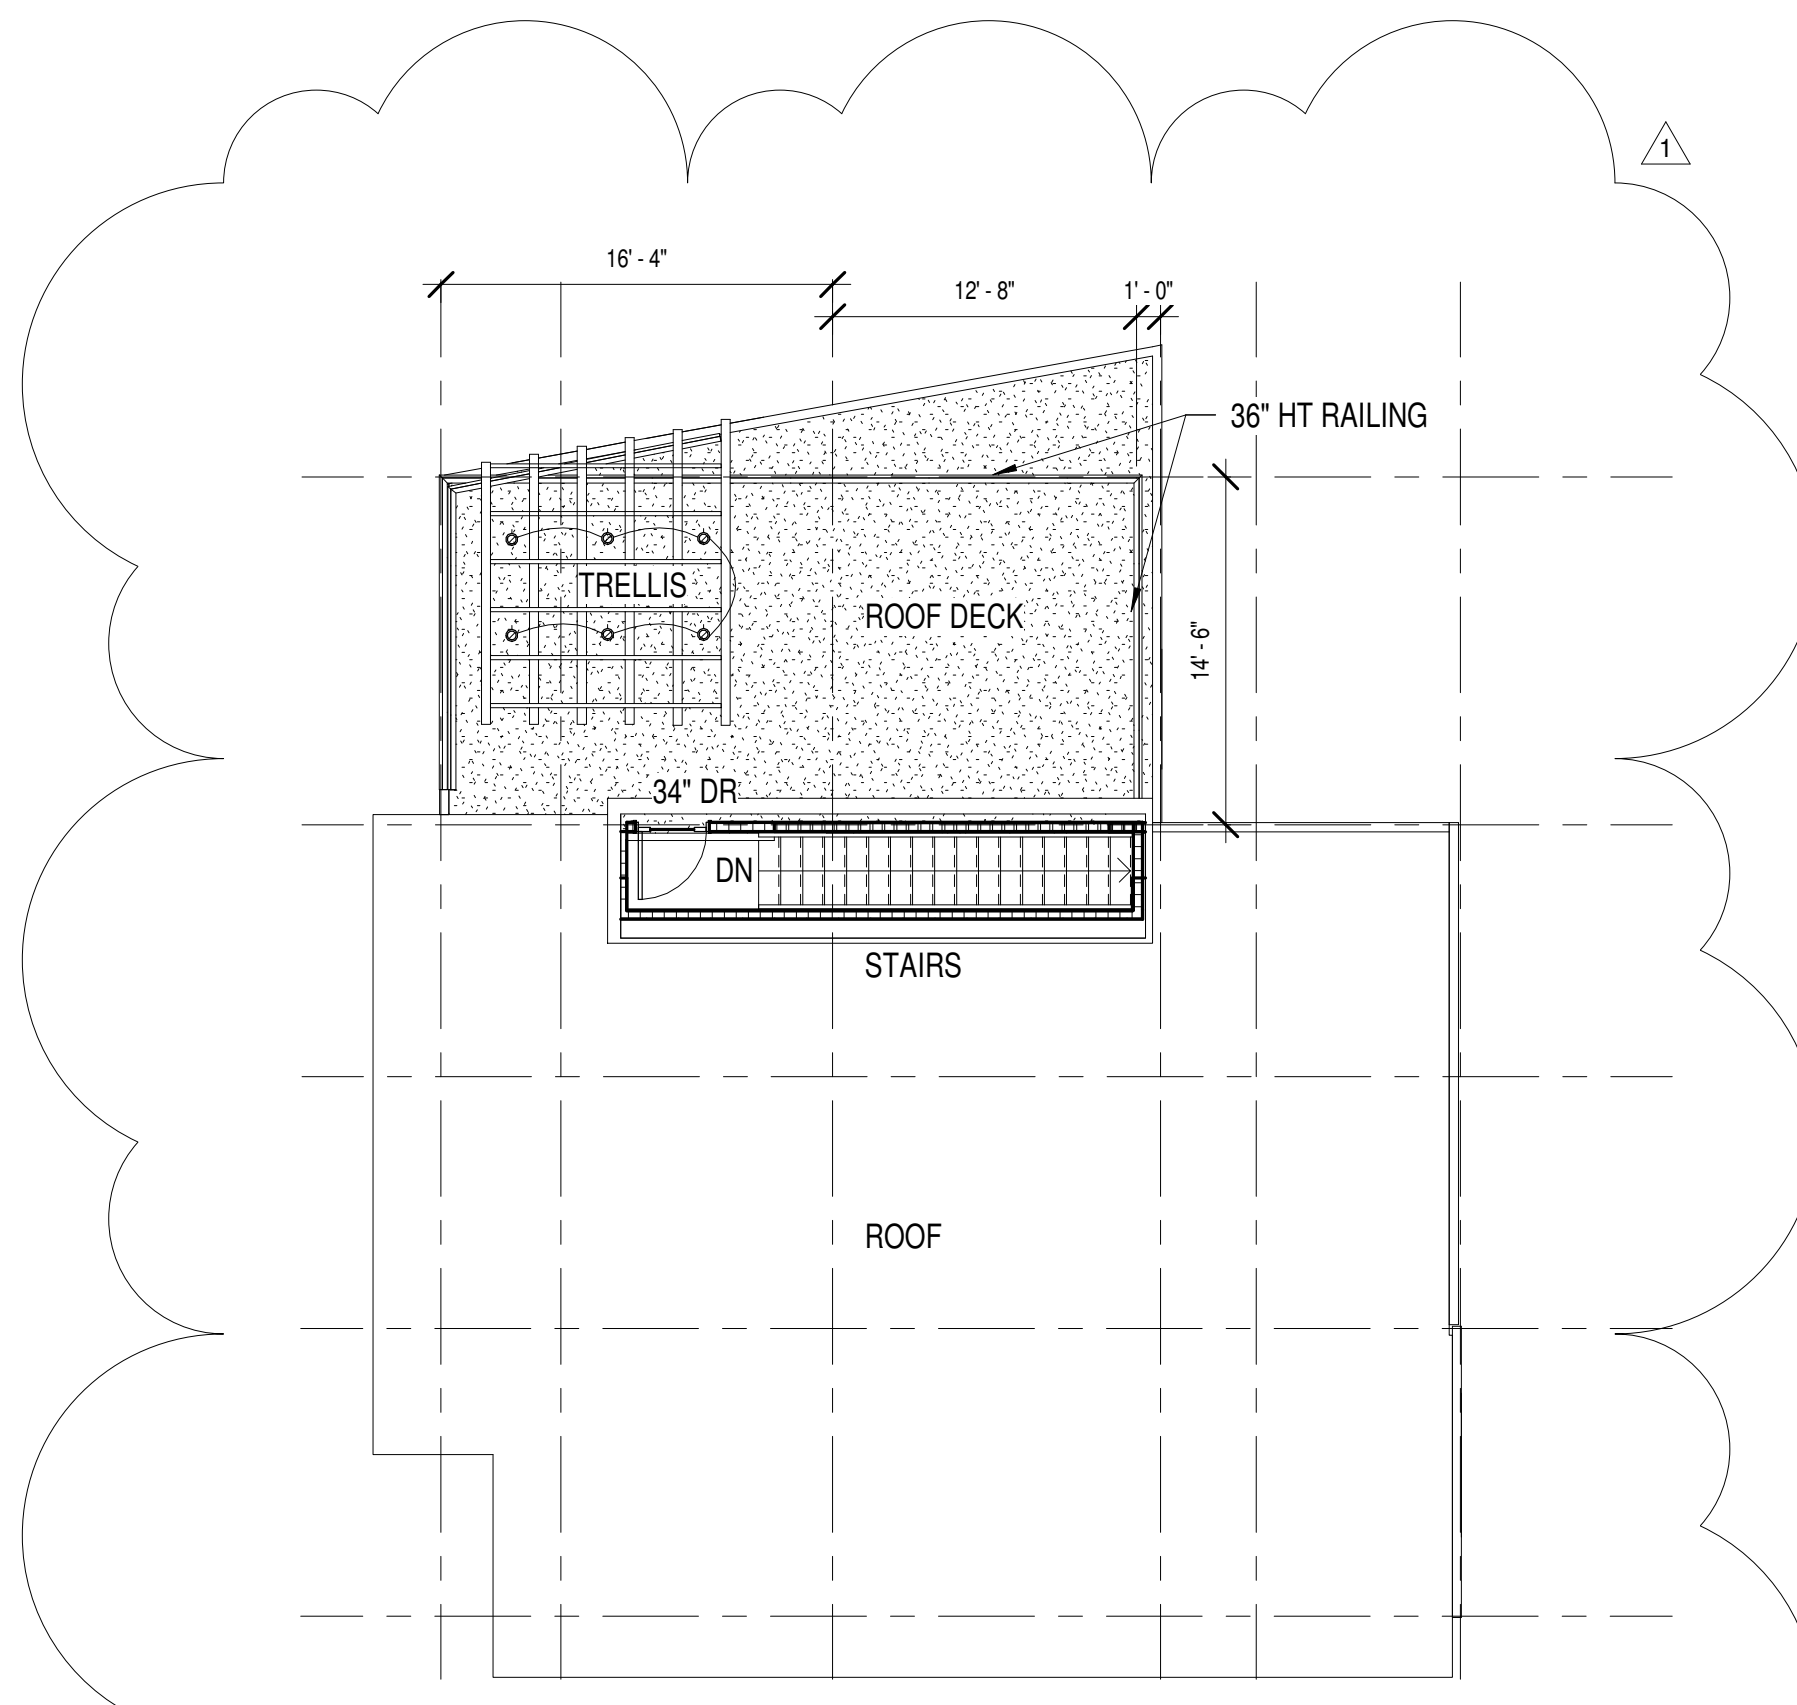 1
16' - 4"
12' - 8"
1' - 0"
36" HT RAILING
TRELLIS
ROOF DECK
14' - 6"
34" DR
DN
STAIRS
ROOF